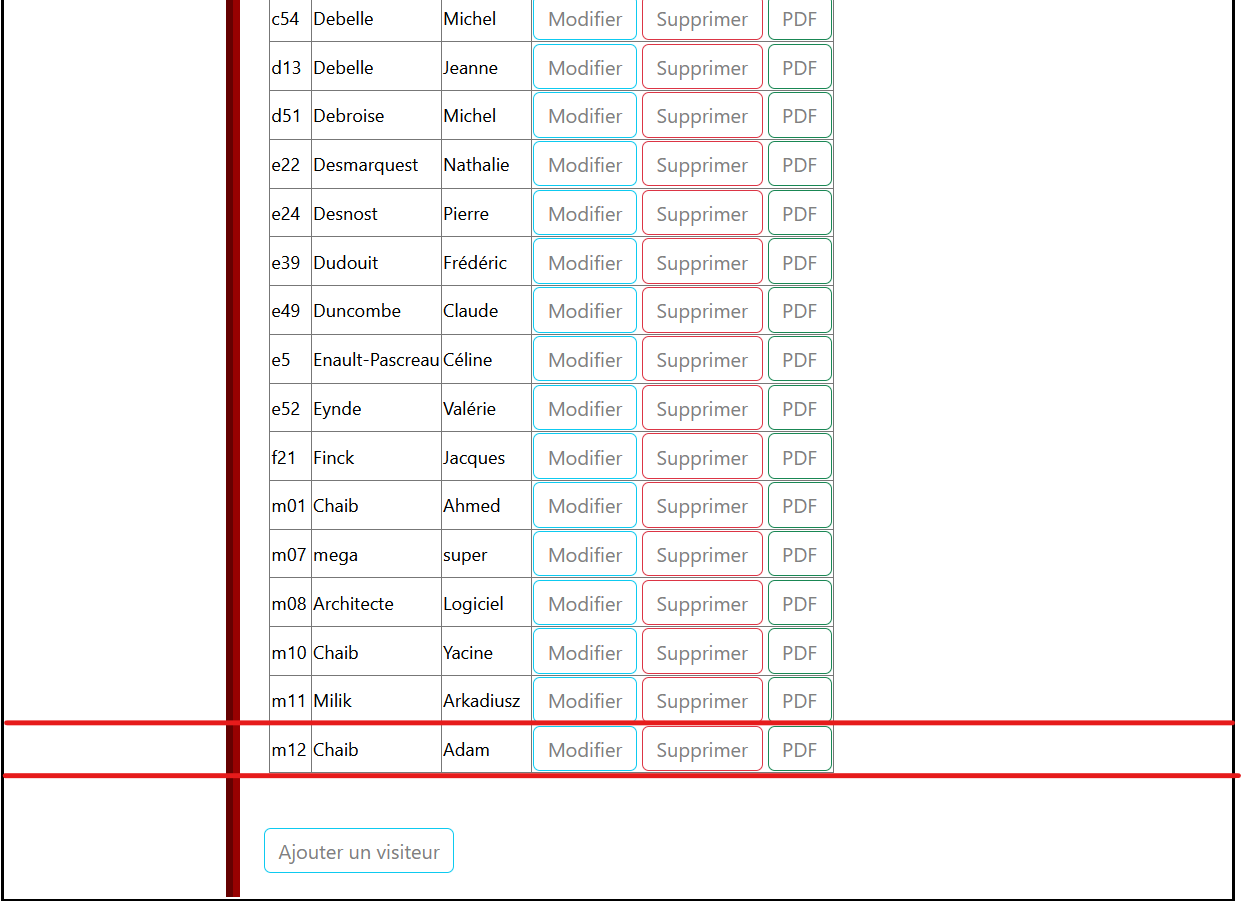 c54 Debelle Michel Modifier Supprimer PDF
d13 Debelle Jeanne Modifier Supprimer PDF
d51 Debroise Michel Modifier Supprimer PDF
e22 Desmarquest Nathalie Modifier Supprimer PDF
e24 Desnost Pierre Modifier Supprimer PDF
e39 Dudouit Frédéric Modifier Supprimer PDF
e49 Duncombe Claude Modifier Supprimer PDF
e5 Enault-Pascreau Céline Modifier Supprimer PDF
e52 Eynde Valérie Modifier Supprimer PDF
f21 Finck Jacques Modifier Supprimer PDF
m01 Chaib Ahmed Modifier Supprimer PDF
m07 mega super Modifier Supprimer PDF
m08 Architecte Logiciel Modifier Supprimer PDF
m10 Chaib Yacine Modifier Supprimer PDF
m11 Milik Arkadiusz Modifier Supprimer PDF
m12 Chaib Adam Modifier Supprimer PDF
Ajouter un visiteur